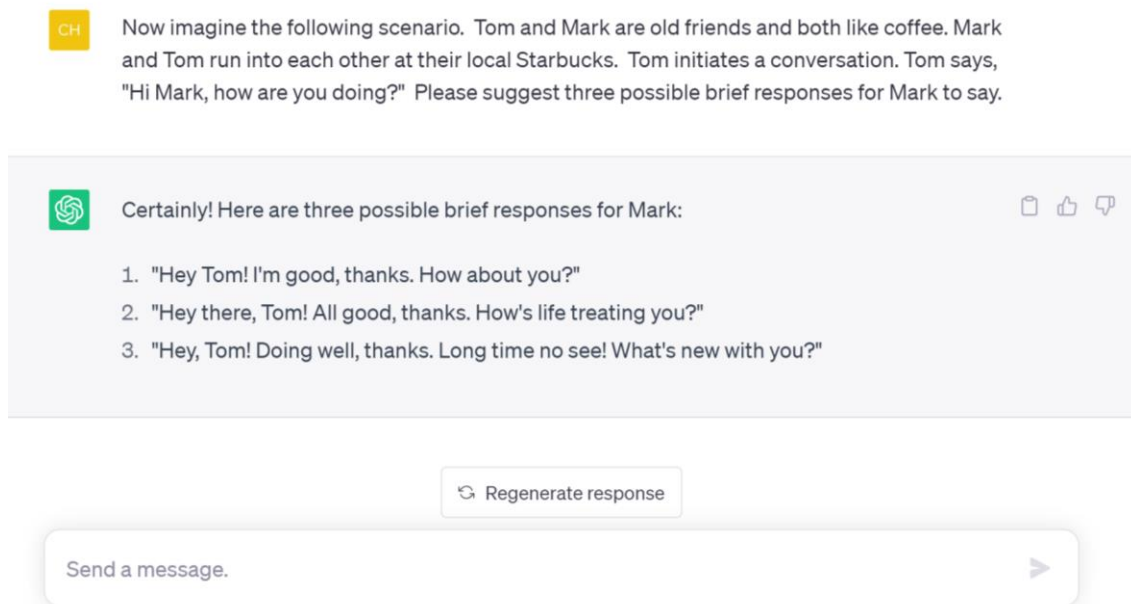 CH
Now imagine the following scenario.  Tom and Mark are old friends and both like coffee. Mark
and Tom run into each other at their local Starbucks.  Tom initiates a conversation. Tom says,
"Hi Mark, how are you doing?"  Please suggest three possible brief responses for Mark to say.
Certainly! Here are three possible brief responses for Mark:
1. "Hey Tom! I'm good, thanks. How about you?"
2. "Hey there, Tom! All good, thanks. How's life treating you?"
3. "Hey, Tom! Doing well, thanks. Long time no see! What's new with you?"
Regenerate response
Send a message.